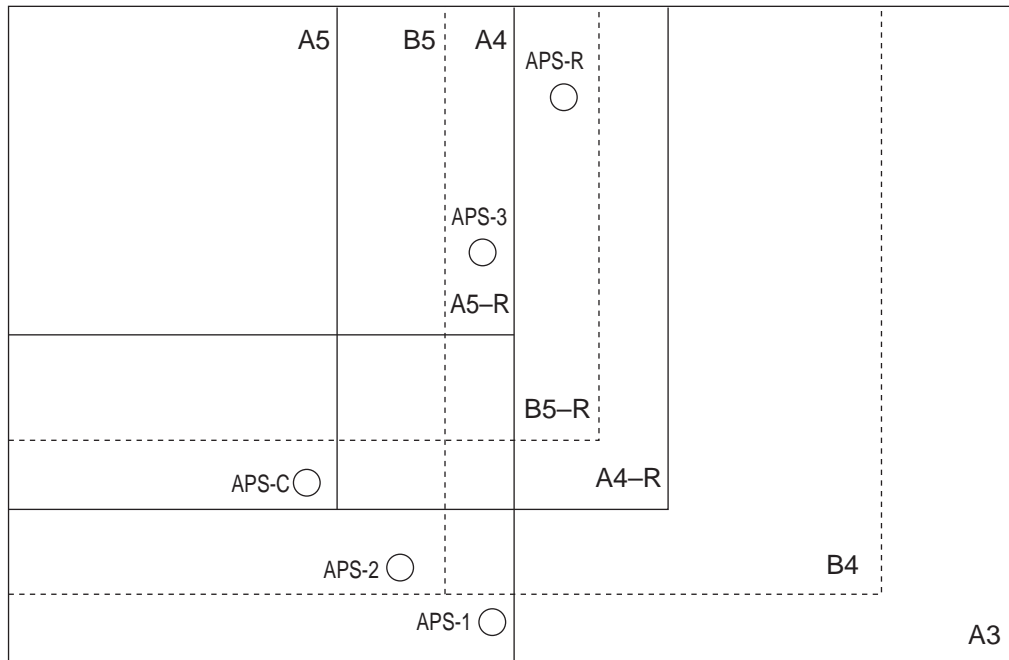 A5
B5
A4
APS-R
APS-3
A5–R
B5–R
A4–R
APS-C
APS-2
B4
APS-1
A3